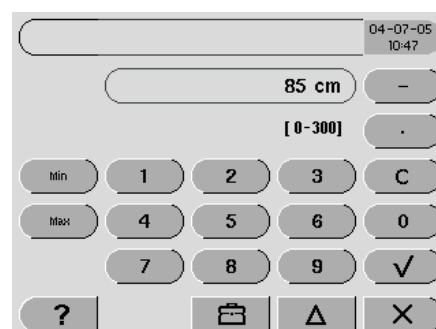 04-07-05
10:47
85 cm
–
[ 0-300]
.
Min 1 2 3 C
Max 4 5 6 0
7 8 9 √
? Δ X